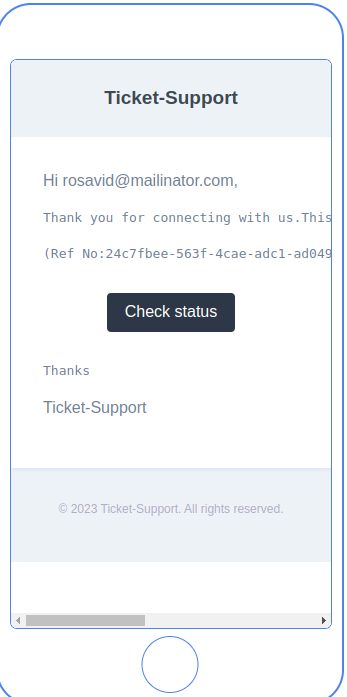 Ticket-Support
Hi rosavid@mailinator.com,
Thank you for connecting with us.This
(Ref No:24c7fbee-563f-4cae-adc1-ad049
Check status
Thanks
Ticket-Support
© 2023 Ticket-Support. All rights reserved.